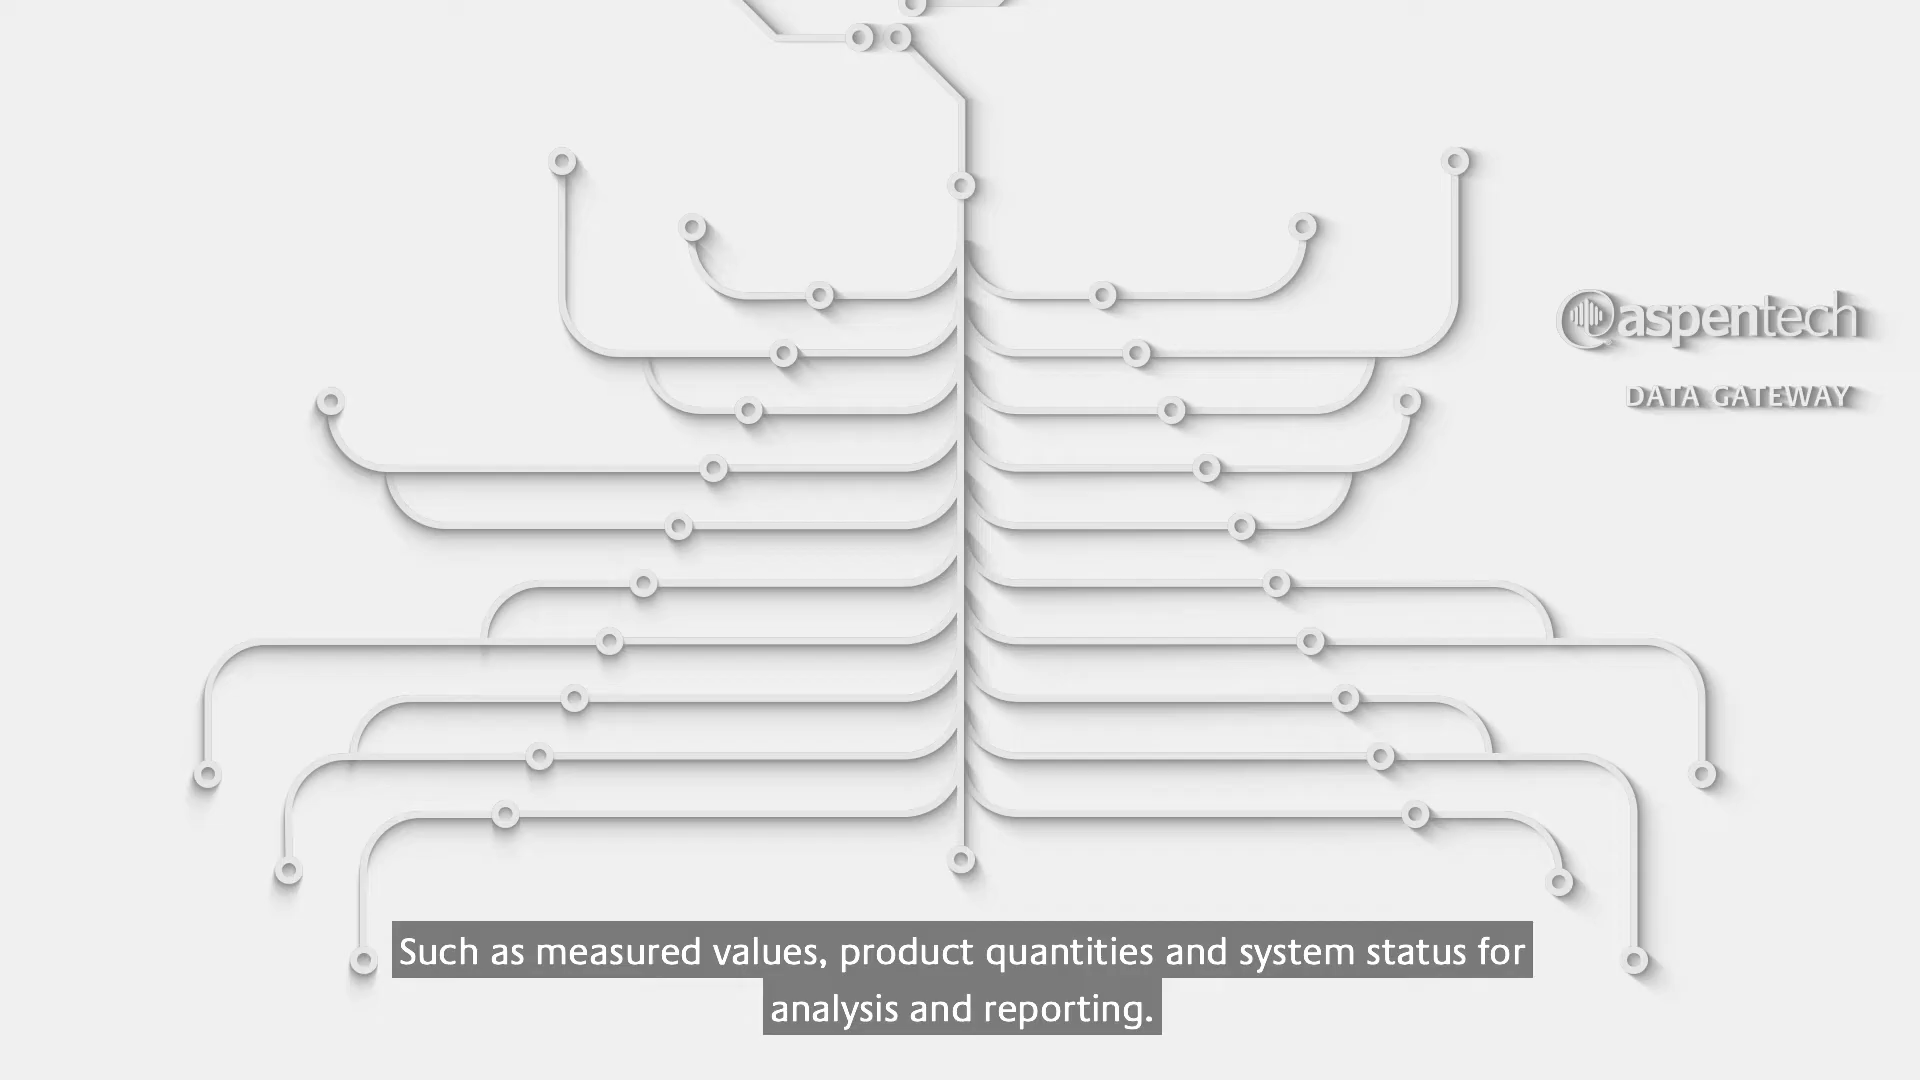 aspentech
DATA GATEWAY
Such as measured values, product quantities and system status for
analysis and reporting.